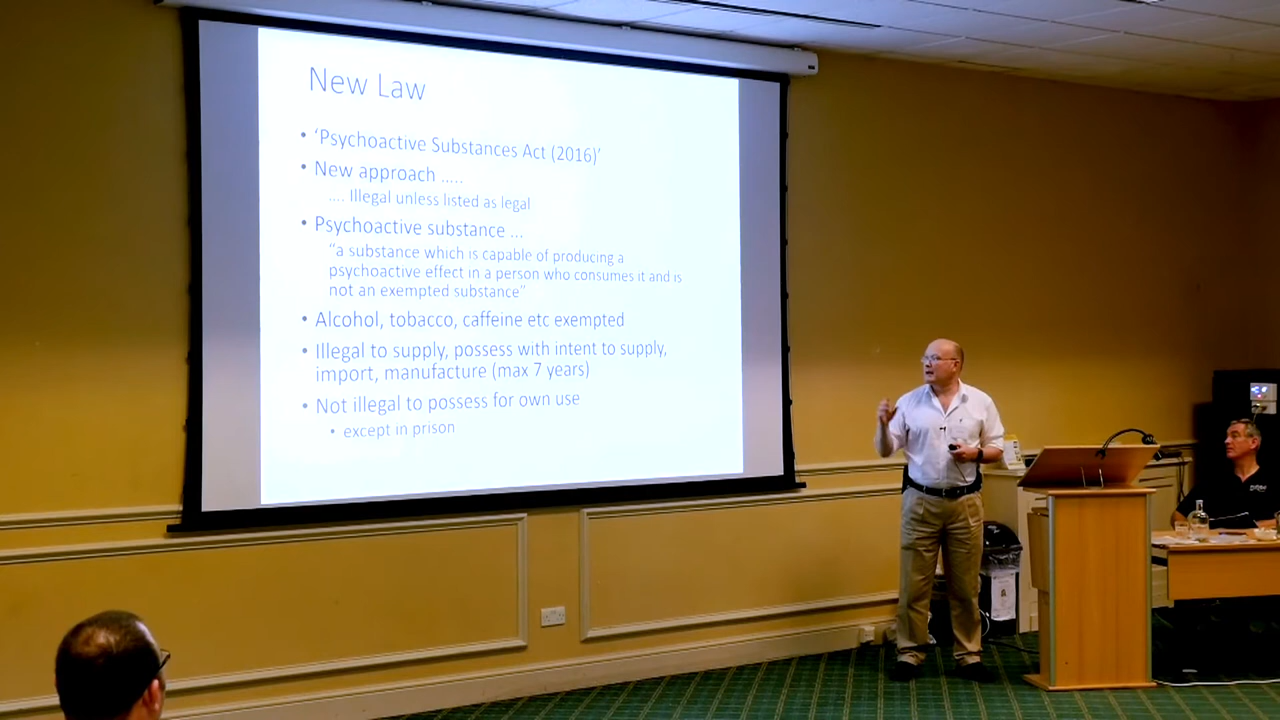 New Law
• ‘Psychoactive Substances Act (2016)’
• New approach .....
.... Illegal unless listed as legal
• Psychoactive substance ...
“a substance which is capable of producing a
psychoactive effect in a person who consumes it and is
not an exempted substance”
• Alcohol, tobacco, caffeine etc exempted
• Illegal to supply, possess with intent to supply,
import, manufacture (max 7 years)
• Not illegal to possess for own use
• except in prison